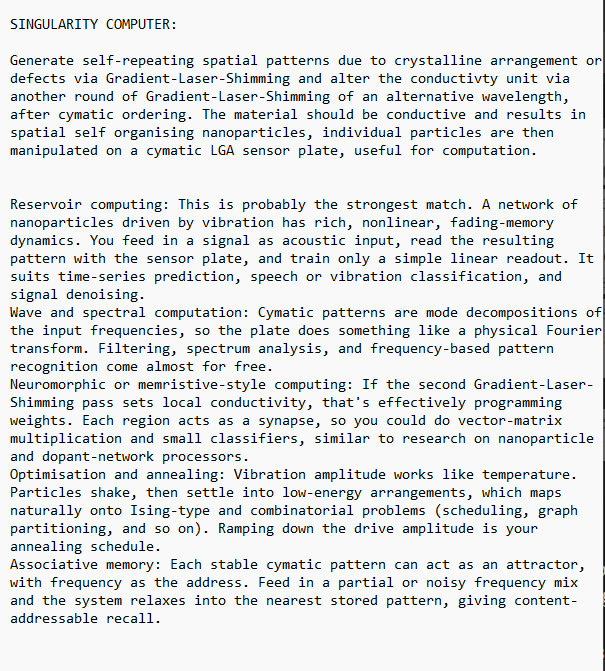 SINGULARITY COMPUTER:
Generate self-repeating spatial patterns due to crystalline arrangement or
defects via Gradient-Laser-Shimming and alter the conductivty unit via
another round of Gradient-Laser-Shimming of an alternative wavelength,
after cymatic ordering. The material should be conductive and results in
spatial self organising nanoparticles, individual particles are then
manipulated on a cymatic LGA sensor plate, useful for computation.
Reservoir computing: This is probably the strongest match. A network of
nanoparticles driven by vibration has rich, nonlinear, fading-memory
dynamics. You feed in a signal as acoustic input, read the resulting
pattern with the sensor plate, and train only a simple linear readout. It
suits time-series prediction, speech or vibration classification, and
signal denoising.
Wave and spectral computation: Cymatic patterns are mode decompositions of
the input frequencies, so the plate does something like a physical Fourier
transform. Filtering, spectrum analysis, and frequency-based pattern
recognition come almost for free.
Neuromorphic or memristive-style computing: If the second Gradient-Laser-
Shimming pass sets local conductivity, that's effectively programming
weights. Each region acts as a synapse, so you could do vector-matrix
multiplication and small classifiers, similar to research on nanoparticle
and dopant-network processors.
Optimisation and annealing: Vibration amplitude works like temperature.
Particles shake, then settle into low-energy arrangements, which maps
naturally onto Ising-type and combinatorial problems (scheduling, graph
partitioning, and so on). Ramping down the drive amplitude is your
annealing schedule.
Associative memory: Each stable cymatic pattern can act as an attractor,
with frequency as the address. Feed in a partial or noisy frequency mix
and the system relaxes into the nearest stored pattern, giving content-
addressable recall.